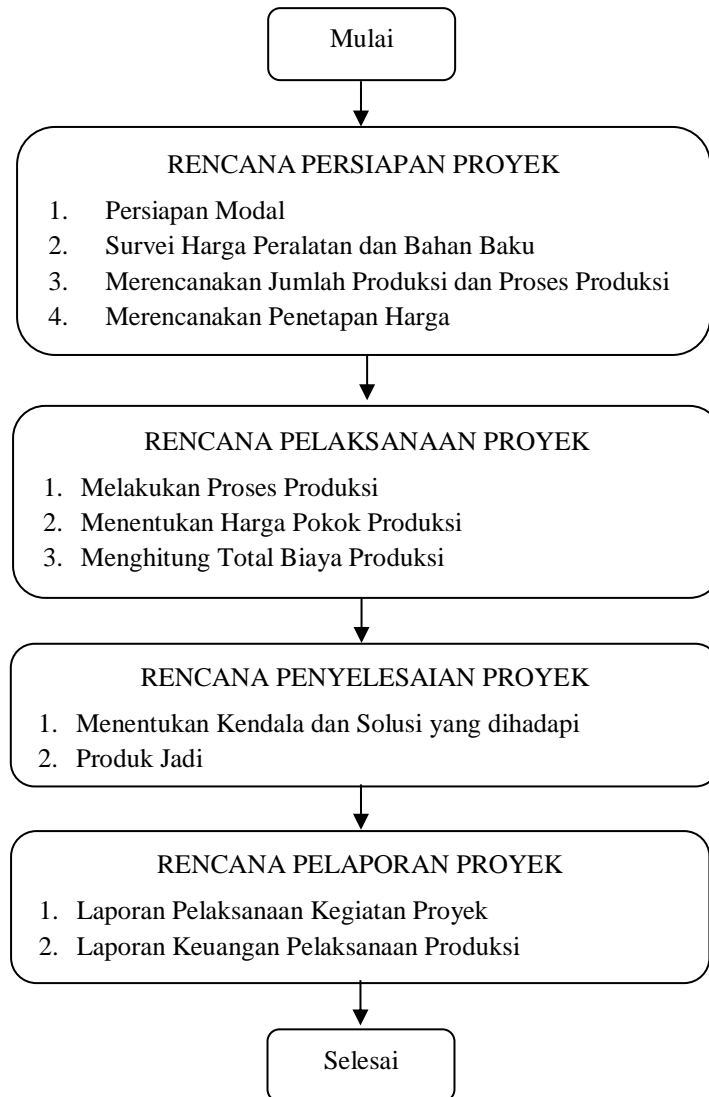 Mulai
RENCANA PERSIAPAN PROYEK
1. Persiapan Modal
2. Survei Harga Peralatan dan Bahan Baku
3. Merencanakan Jumlah Produksi dan Proses Produksi
4. Merencanakan Penetapan Harga
RENCANA PELAKSANAAN PROYEK
1. Melakukan Proses Produksi
2. Menentukan Harga Pokok Produksi
3. Menghitung Total Biaya Produksi
RENCANA PENYELESAIAN PROYEK
1. Menentukan Kendala dan Solusi yang dihadapi
2. Produk Jadi
RENCANA PELAPORAN PROYEK
1. Laporan Pelaksanaan Kegiatan Proyek
2. Laporan Keuangan Pelaksanaan Produksi
Selesai